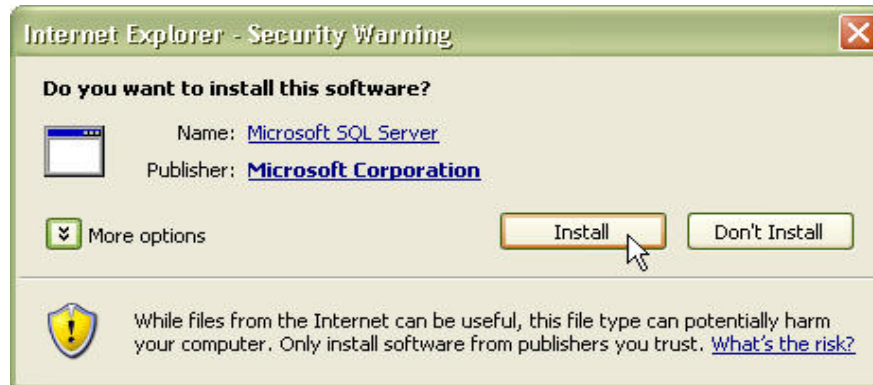 Internet Explorer - Security Warning
Do you want to install this software?
Name: Microsoft SQL Server
Publisher: Microsoft Corporation
More options
Install
Don't Install
While files from the Internet can be useful, this file type can potentially harm
your computer. Only install software from publishers you trust. What's the risk?